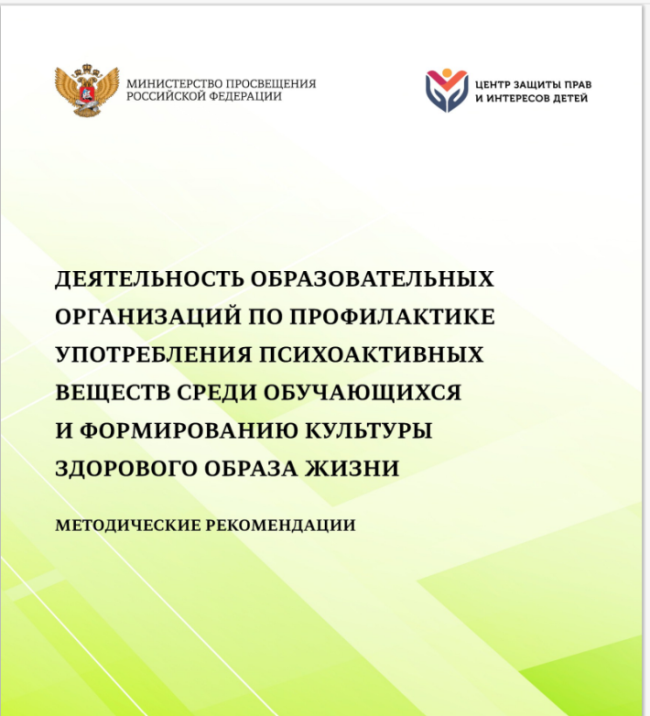 МИНИСТЕРСТВО ПРОСВЕЩЕНИЯ
РОССИЙСКОЙ ФЕДЕРАЦИИ
ЦЕНТР ЗАЩИТЫ ПРАВ
И ИНТЕРЕСОВ ДЕТЕЙ
ДЕЯТЕЛЬНОСТЬ ОБРАЗОВАТЕЛЬНЫХ
ОРГАНИЗАЦИЙ ПО ПРОФИЛАКТИКЕ
УПОТРЕБЛЕНИЯ ПСИХОАКТИВНЫХ
ВЕЩЕСТВ СРЕДИ ОБУЧАЮЩИХСЯ
И ФОРМИРОВАНИЮ КУЛЬТУРЫ
ЗДОРОВОГО ОБРАЗА ЖИЗНИ
МЕТОДИЧЕСКИЕ РЕКОМЕНДАЦИИ